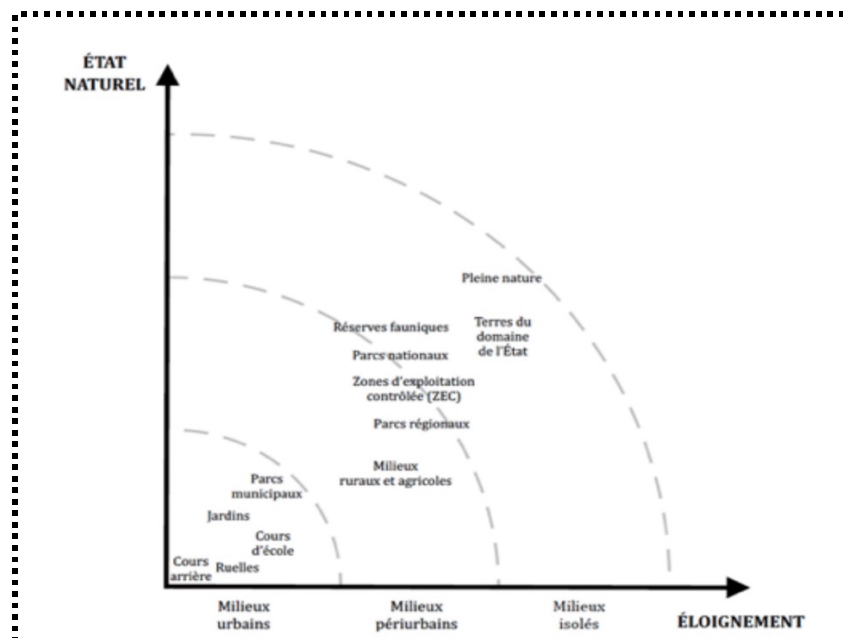 ÉTAT
NATUREL
Pleine nature
Réserves fauniques
Terres du
domaine
de l'État
Parcs nationaux
Zones d'exploitation
contrôlée (ZEC)
Parcs régionaux
Milieux
ruraux et agricoles
Parcs
municipaux
Jardins
Cours
d'école
Cours
arrière
Ruelles
Milieux
urbains
Milieux
périurbains
Milieux
isolés
ÉLOIGNEMENT